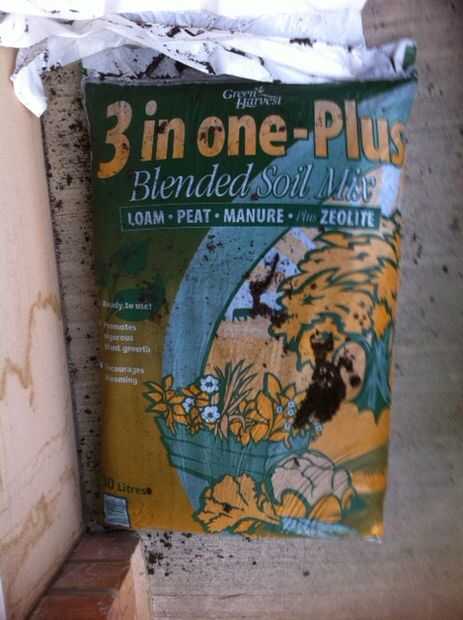 Green
Harvest
3 in one-Plus
Blended Soil Mix
LOAM • PEAT • MANURE • Plus ZEOLITE
Ready to use!
Promotes
vigorous
plant growth
Encourages
blooming
30 Litres